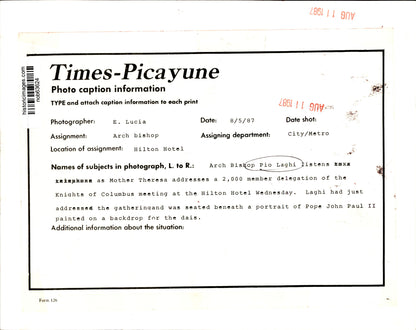 AUG 11 1987
Times-Picayune
Photo caption information
TYPE and attach caption information to each print
historicimages.com
AUG 11 1987
Photographer: E. Lucia Date: 8/5/87 Date shot:
Assignment: Arch bishop Assigning department: City/Metro
Location of assignment: Hilton Hotel
Names of subjects in photograph, L. to R.: Arch Bishop Pio Laghi listens
as Mother Theresa addresses a 2,000 member delegation of the
Knights of Columbus meeting at the Hilton Hotel Wednesday. Laghi had just
addressed the gatheringand was seated beneath a portrait of Pope John Paul II
painted on a backdrop for the dais.
Additional information about the situation:
Form 126